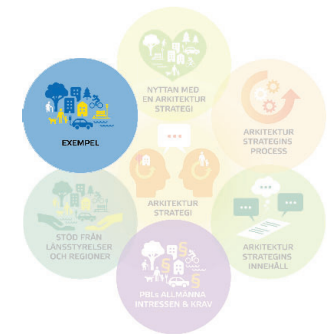 NYTTAN MED
EN ARKITEKTUR
STRATEGI
EXEMPEL
ARKITEKTUR
STRATEGINS
PROCESS
ARKITEKTUR
STRATEGI
STÖD FRÅN
LÄNSSTYRELSER
OCH REGIONER
ARKITEKTUR
STRATEGINS
INNEHÅLL
PBLs ALLMÄNNA
INTRESSEN & KRAV